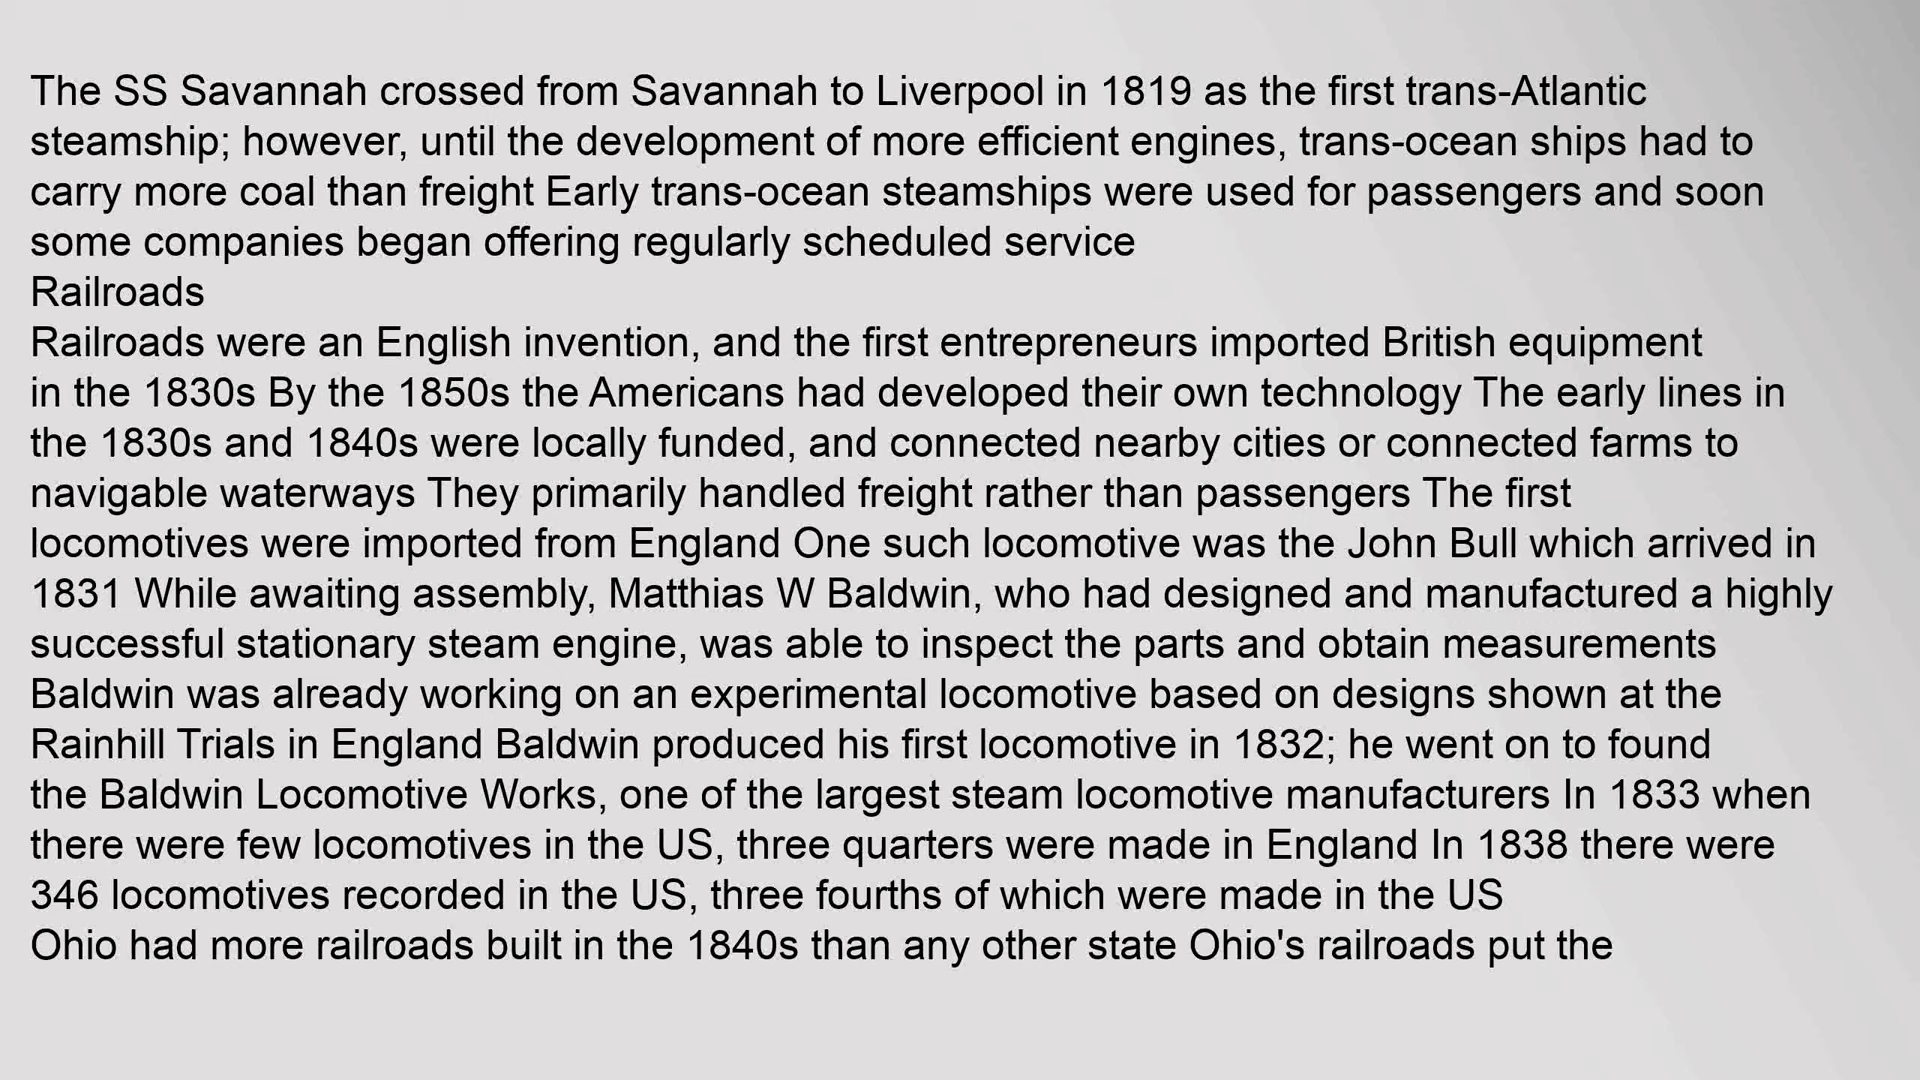 The SS Savannah crossed from Savannah to Liverpool in 1819 as the first trans-Atlantic
steamship; however, until the development of more efficient engines, trans-ocean ships had to
carry more coal than freight Early trans-ocean steamships were used for passengers and soon
some companies began offering regularly scheduled service
Railroads
Railroads were an English invention, and the first entrepreneurs imported British equipment
in the 1830s By the 1850s the Americans had developed their own technology The early lines in
the 1830s and 1840s were locally funded, and connected nearby cities or connected farms to
navigable waterways They primarily handled freight rather than passengers The first
locomotives were imported from England One such locomotive was the John Bull which arrived in
1831 While awaiting assembly, Matthias W Baldwin, who had designed and manufactured a highly
successful stationary steam engine, was able to inspect the parts and obtain measurements
Baldwin was already working on an experimental locomotive based on designs shown at the
Rainhill Trials in England Baldwin produced his first locomotive in 1832; he went on to found
the Baldwin Locomotive Works, one of the largest steam locomotive manufacturers In 1833 when
there were few locomotives in the US, three quarters were made in England In 1838 there were
346 locomotives recorded in the US, three fourths of which were made in the US
Ohio had more railroads built in the 1840s than any other state Ohio's railroads put the